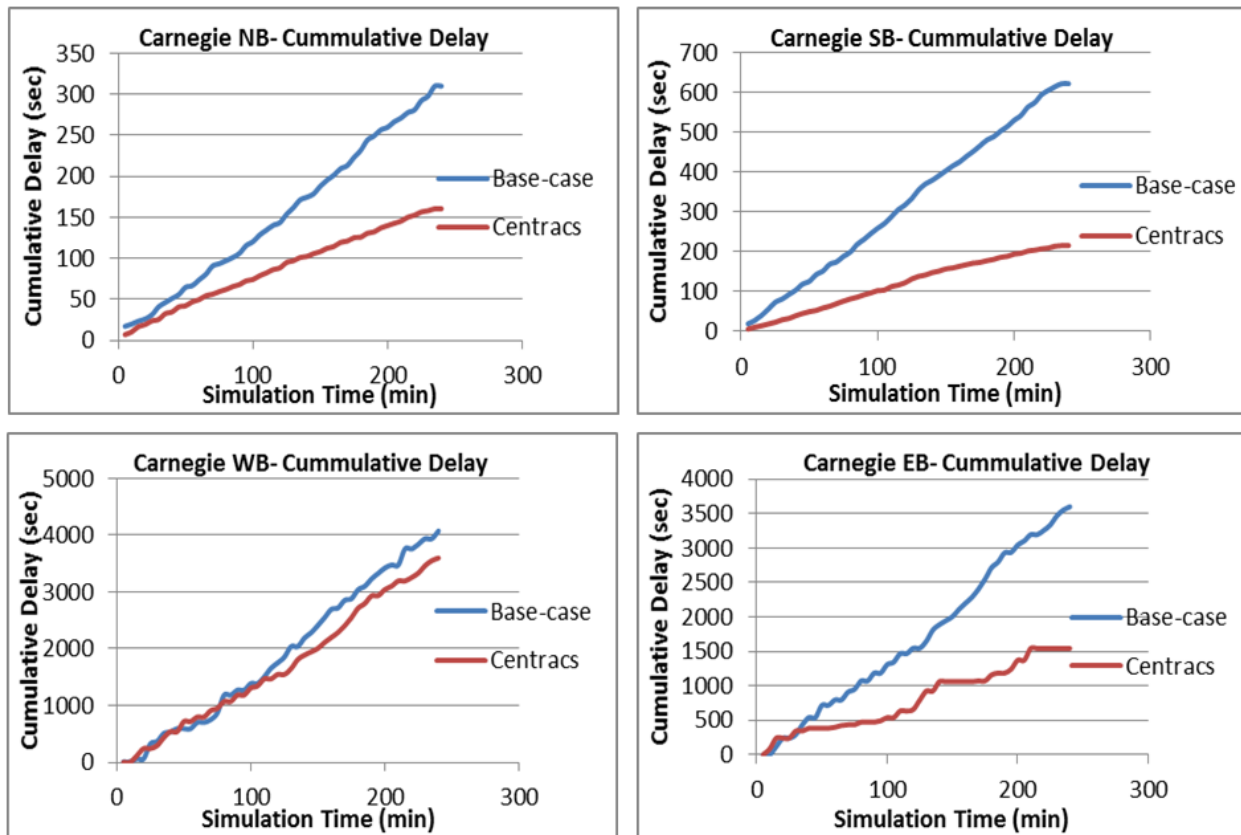 Carnegie NB- Cummulative Delay
Cumulative Delay (sec)
350
300
250
200
150
100
50
0
0 100 200 300
Simulation Time (min)
Base-case
Centracs
Carnegie SB- Cummulative Delay
Cumulative Delay (sec)
700
600
500
400
300
200
100
0
0 100 200 300
Simulation Time (min)
Base-case
Centracs
Carnegie WB- Cummulative Delay
Cumulative Delay (sec)
5000
4000
3000
2000
1000
0
0 100 200 300
Simulation Time (min)
Base-case
Centracs
Carnegie EB- Cummulative Delay
Cumulative Delay (sec)
4000
3500
3000
2500
2000
1500
1000
500
0
0 100 200 300
Simulation Time (min)
Base-case
Centracs